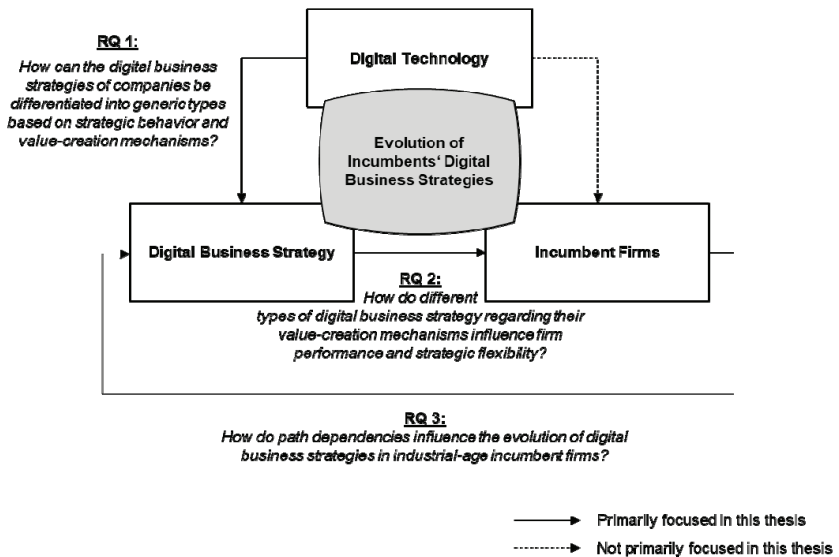 RQ 1:
How can the digital business
strategies of companies be
differentiated into generic types
based on strategic behavior and
value-creation mechanisms?
Digital Technology
Evolution of
Incumbents‘ Digital
Business Strategies
Digital Business Strategy
Incumbent Firms
RQ 2:
How do different
types of digital business strategy regarding their
value-creation mechanisms influence firm
performance and strategic flexibility?
RQ 3:
How do path dependencies influence the evolution of digital
business strategies in industrial-age incumbent firms?
Primarily focused in this thesis
Not primarily focused in this thesis